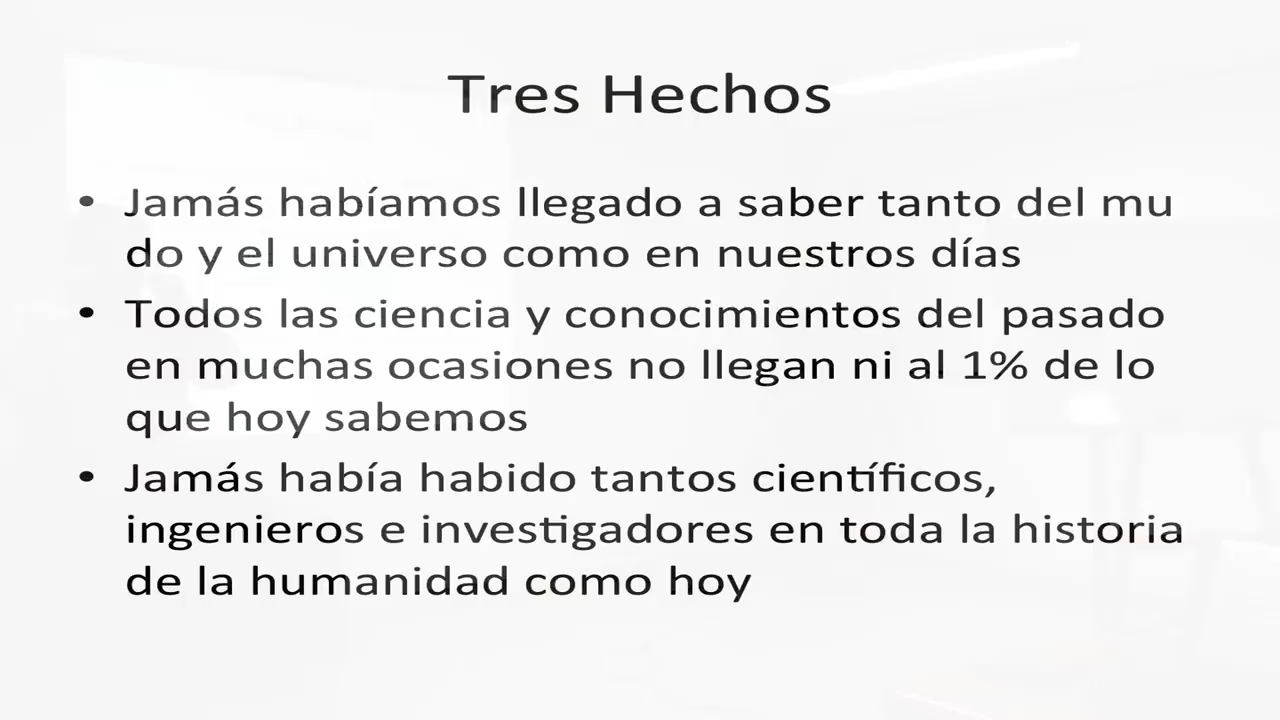 Tres Hechos
• Jamás habíamos llegado a saber tanto del mu
do y el universo como en nuestros días
• Todos las ciencia y conocimientos del pasado
en muchas ocasiones no llegan ni al 1% de lo
que hoy sabemos
• Jamás había habido tantos científicos,
ingenieros e investigadores en toda la historia
de la humanidad como hoy